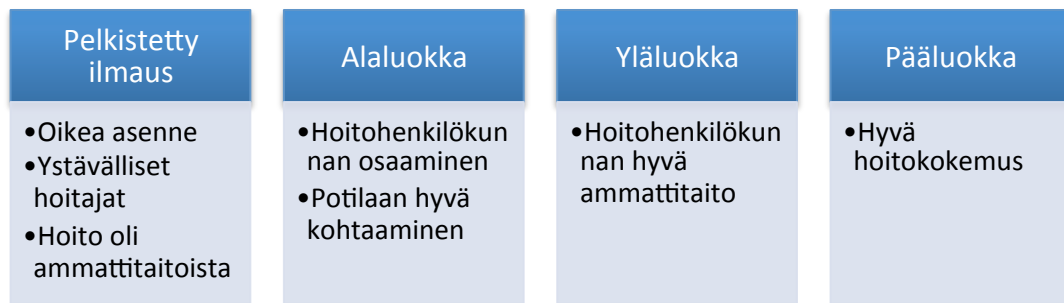 Pelkistetty
ilmaus
•Oikea asenne
•Ystävälliset
hoitajat
•Hoito oli
ammattitaitoista
Alaluokka
•Hoitohenkilökun
nan osaaminen
•Potilaan hyvä
kohtaaminen
Yläluokka
•Hoitohenkilökun
nan hyvä
ammattitaito
Pääluokka
•Hyvä
hoitokokemus